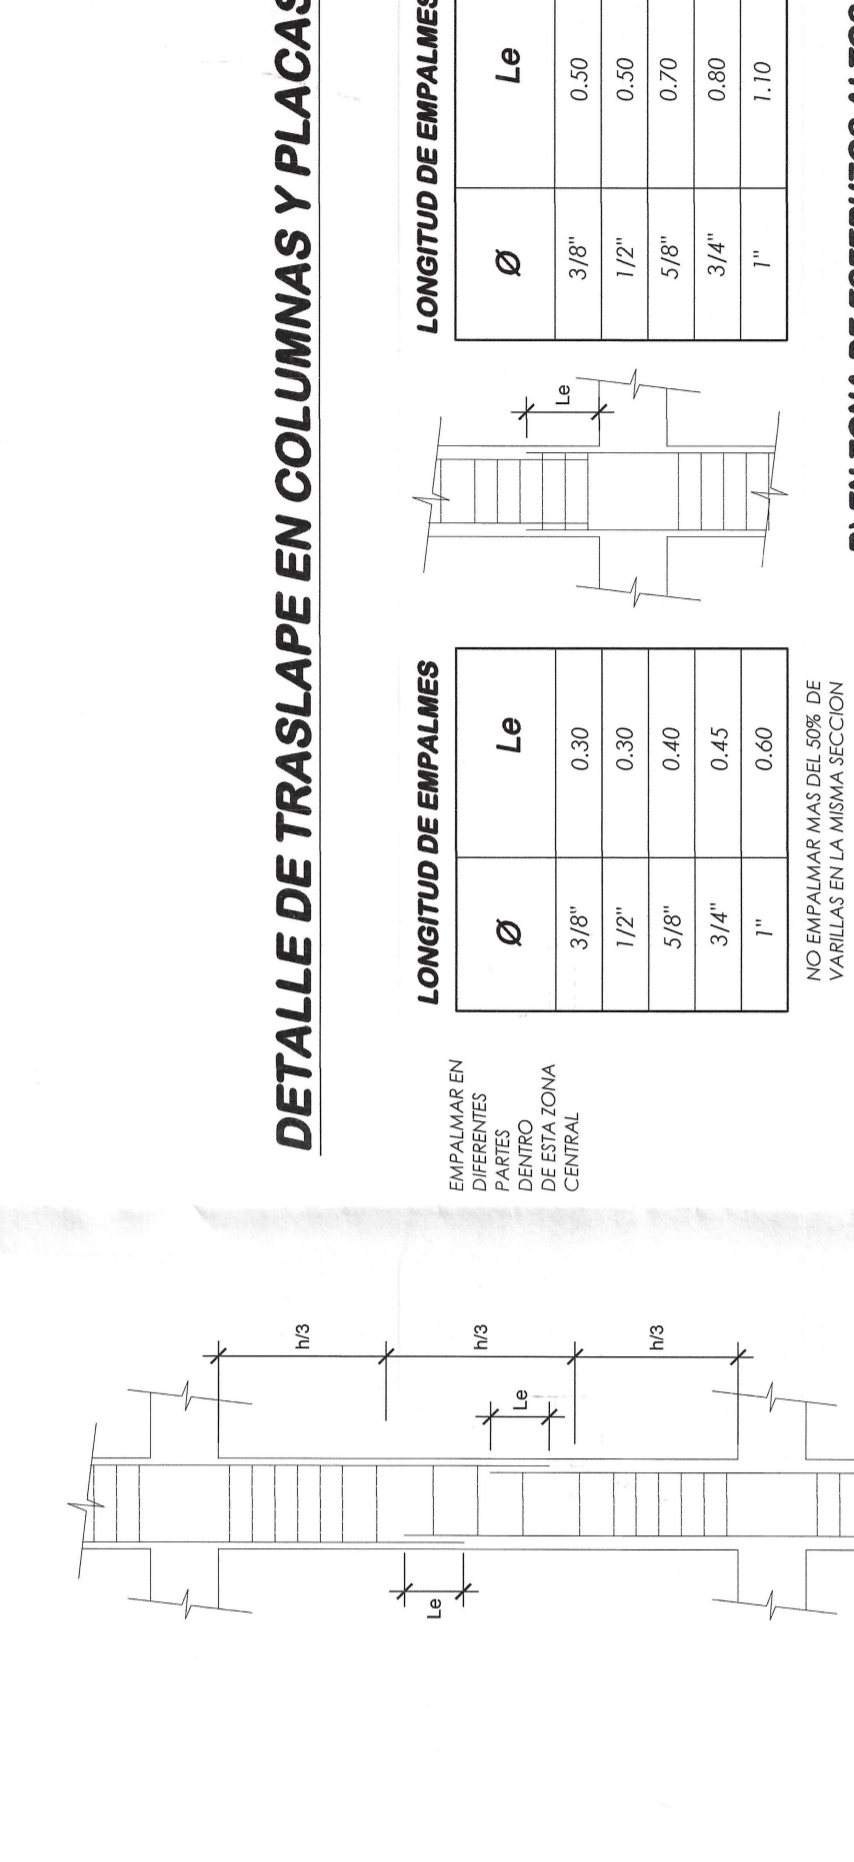 DETALLE DE TRASLAPE EN COLUMNAS Y PLACAS
h/3
h/3
h/3
Le
Le
EMPALMAR EN
DIFERENTES
PARTES
DENTRO
DE ESTA ZONA
CENTRAL
LONGITUD DE EMPALMES
Ø Le
3/8" 0.30
1/2" 0.30
5/8" 0.40
3/4" 0.45
1" 0.60
NO EMPALMAR MAS DEL 50% DE
VARILLAS EN LA MISMA SECCION
Le
LONGITUD DE EMPALMES
Ø Le
3/8" 0.50
1/2" 0.50
5/8" 0.70
3/4" 0.80
1" 1.10